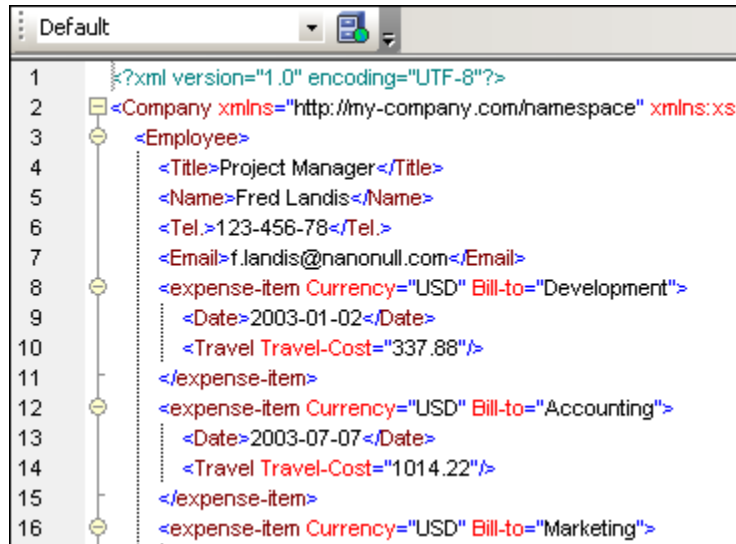 Default
1 <?xml version="1.0" encoding="UTF-8"?>
2 <Company xmlns="http://my-company.com/namespace" xmlns:xs
3 <Employee>
4 <Title>Project Manager</Title>
5 <Name>Fred Landis</Name>
6 <Tel.>123-456-78</Tel.>
7 <Email>f.landis@nanonull.com</Email>
8 <expense-item Currency="USD" Bill-to="Development">
9 <Date>2003-01-02</Date>
10 <Travel Travel-Cost="337.88"/>
11 </expense-item>
12 <expense-item Currency="USD" Bill-to="Accounting">
13 <Date>2003-07-07</Date>
14 <Travel Travel-Cost="1014.22"/>
15 </expense-item>
16 <expense-item Currency="USD" Bill-to="Marketing">